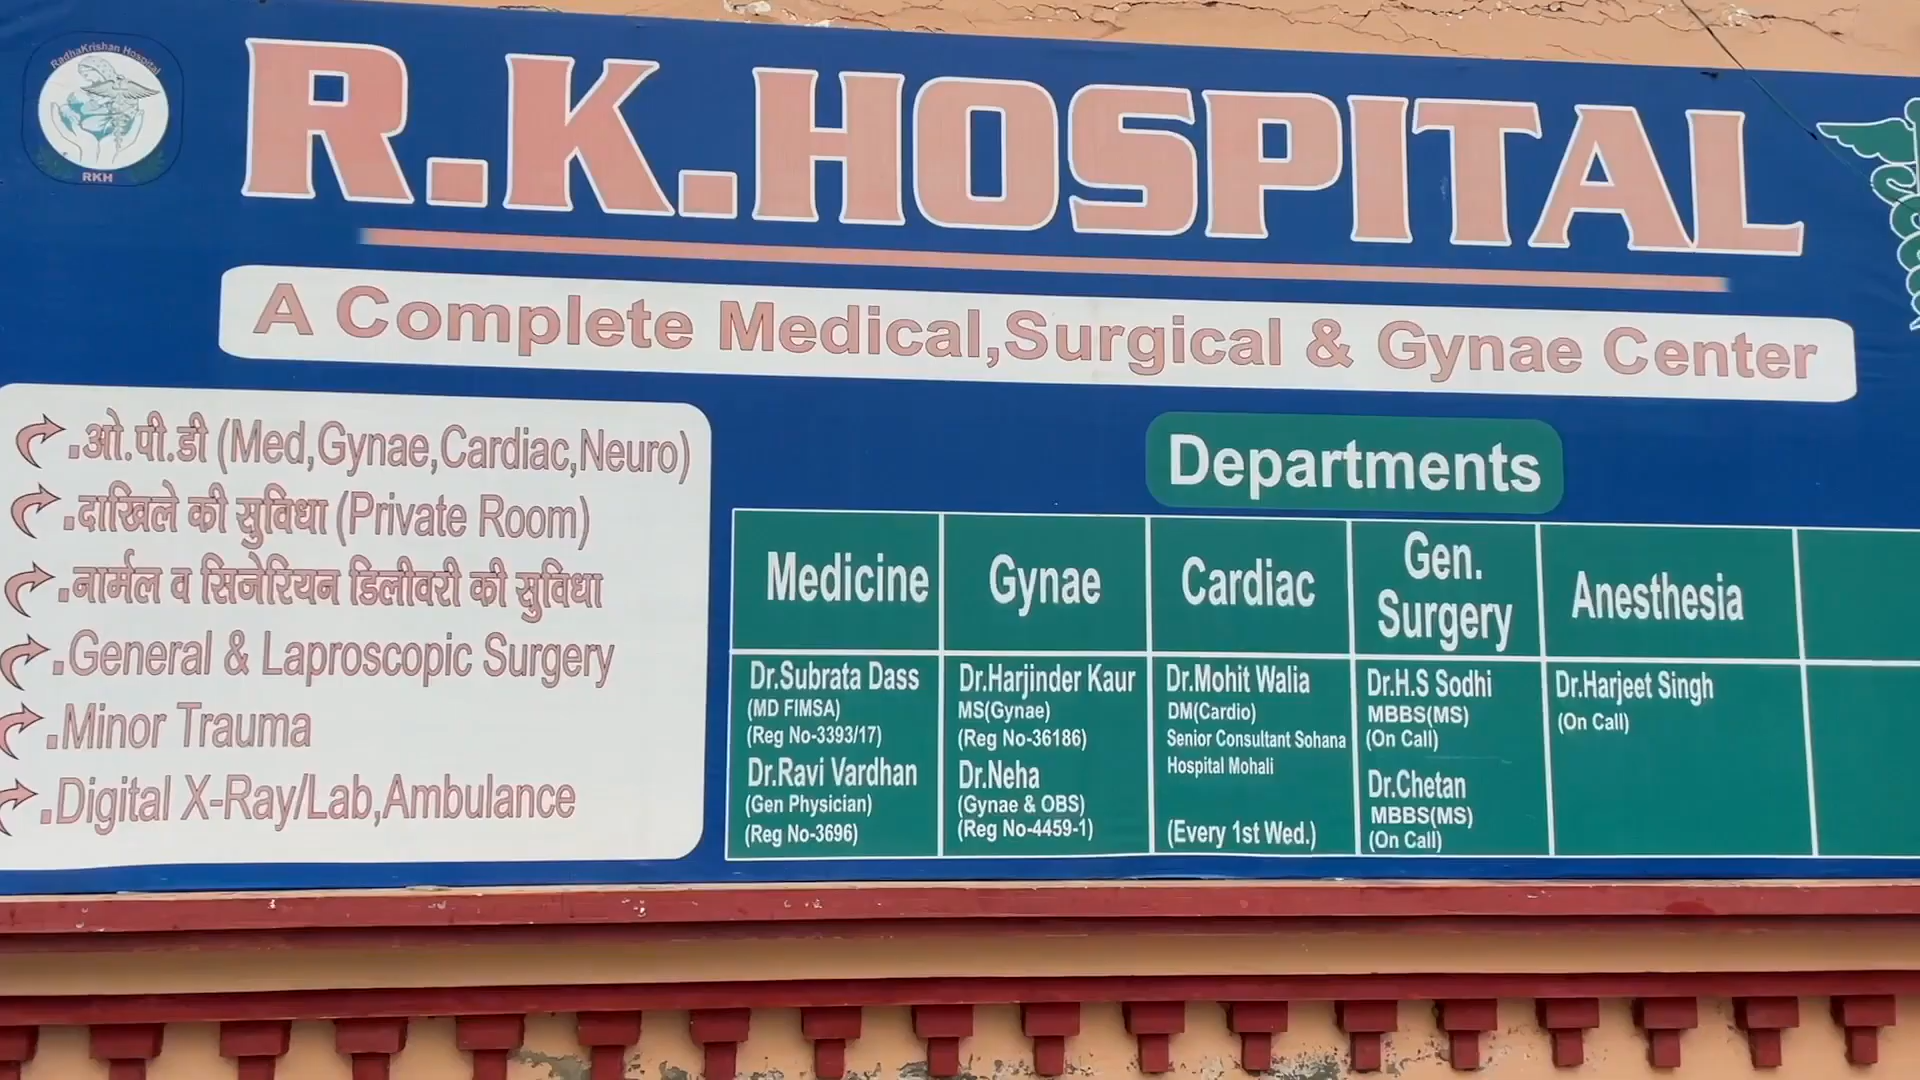 RadhaKrishan Hospital
RKH
R.K.HOSPITAL
A Complete Medical,Surgical & Gynae Center
.ओ.पी.डी (Med,Gynae,Cardiac,Neuro)
.दाखिले की सुविधा (Private Room)
.नार्मल व सिजेरियन डिलीवरी की सुविधा
.General & Laproscopic Surgery
.Minor Trauma
.Digital X-Ray/Lab,Ambulance
Departments
Medicine
Dr.Subrata Dass
(MD FIMSA)
(Reg No-3393/17)
Dr.Ravi Vardhan
(Gen Physician)
(Reg No-3696)
Gynae
Dr.Harjinder Kaur
MS(Gynae)
(Reg No-36186)
Dr.Neha
(Gynae & OBS)
(Reg No-4459-1)
Cardiac
Dr.Mohit Walia
DM(Cardio)
Senior Consultant Sohana
Hospital Mohali
(Every 1st Wed.)
Gen.
Surgery
Dr.H.S Sodhi
MBBS(MS)
(On Call)
Dr.Chetan
MBBS(MS)
(On Call)
Anesthesia
Dr.Harjeet Singh
(On Call)